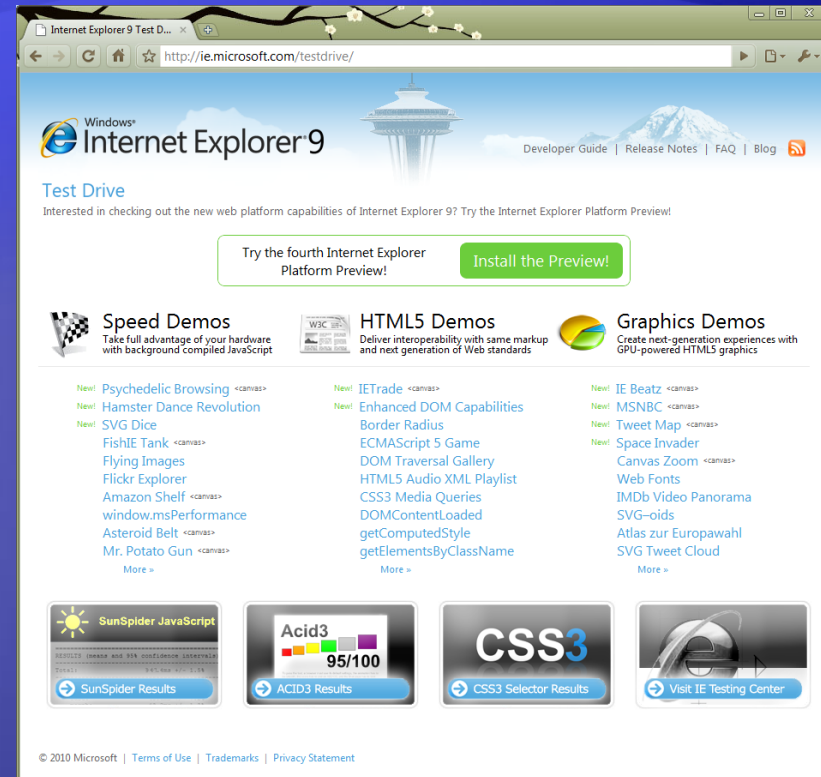 Internet Explorer 9 Test D...
http://ie.microsoft.com/testdrive/
Windows®
Internet Explorer®9
Developer Guide | Release Notes | FAQ | Blog
Test Drive
Interested in checking out the new web platform capabilities of Internet Explorer 9? Try the Internet Explorer Platform Preview!
Try the fourth Internet Explorer
Platform Preview!
Install the Preview!
Speed Demos
Take full advantage of your hardware
with background compiled JavaScript
New! Psychedelic Browsing <canvas>
New! Hamster Dance Revolution
New! SVG Dice
FishIE Tank <canvas>
Flying Images
Flickr Explorer
Amazon Shelf <canvas>
window.msPerformance
Asteroid Belt <canvas>
Mr. Potato Gun <canvas>
More »
W3C
HTML5 Demos
Deliver interoperability with same markup
and next generation of Web standards
New! IETrade <canvas>
New! Enhanced DOM Capabilities
Border Radius
ECMAScript 5 Game
DOM Traversal Gallery
HTML5 Audio XML Playlist
CSS3 Media Queries
DOMContentLoaded
getComputedStyle
getElementsByClassName
More »
Graphics Demos
Create next-generation experiences with
GPU-powered HTML5 graphics
New! IE Beatz <canvas>
New! MSNBC <canvas>
New! Tweet Map <canvas>
New! Space Invader
Canvas Zoom <canvas>
Web Fonts
IMDb Video Panorama
SVG–oids
Atlas zur Europawahl
SVG Tweet Cloud
More »
SunSpider JavaScript
RESULTS (means and 95% confidence intervals
Total:
SunSpider Results
Acid3
95/100
ACID3 Results
CSS3
CSS3 Selector Results
Visit IE Testing Center
© 2010 Microsoft | Terms of Use | Trademarks | Privacy Statement